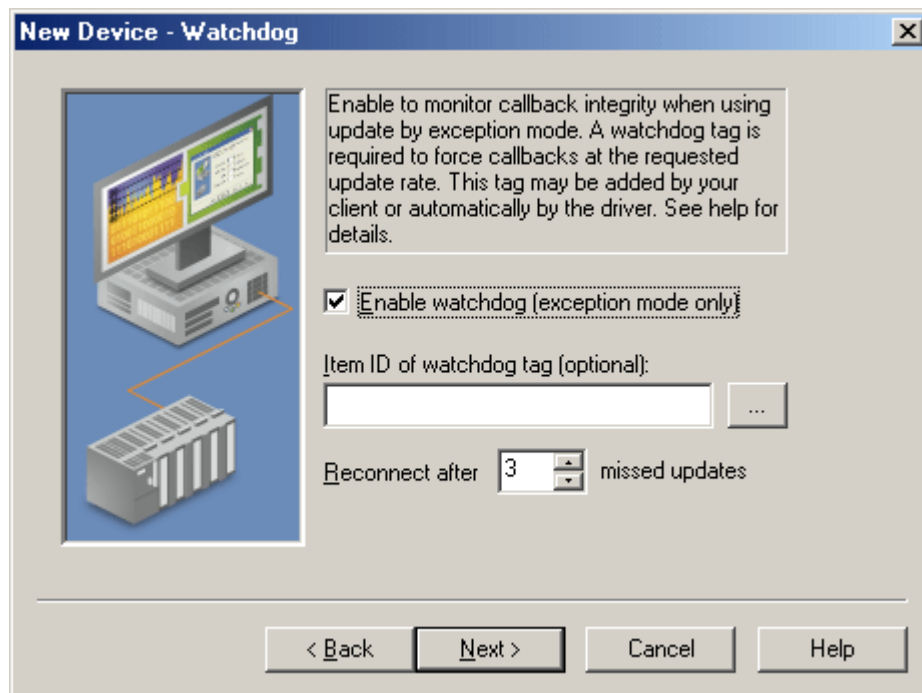 New Device - Watchdog
Enable to monitor callback integrity when using
update by exception mode. A watchdog tag is
required to force callbacks at the requested
update rate. This tag may be added by your
client or automatically by the driver. See help for
details.
Enable watchdog (exception mode only)
Item ID of watchdog tag (optional):
...
Reconnect after 3 missed updates
< Back Next > Cancel Help